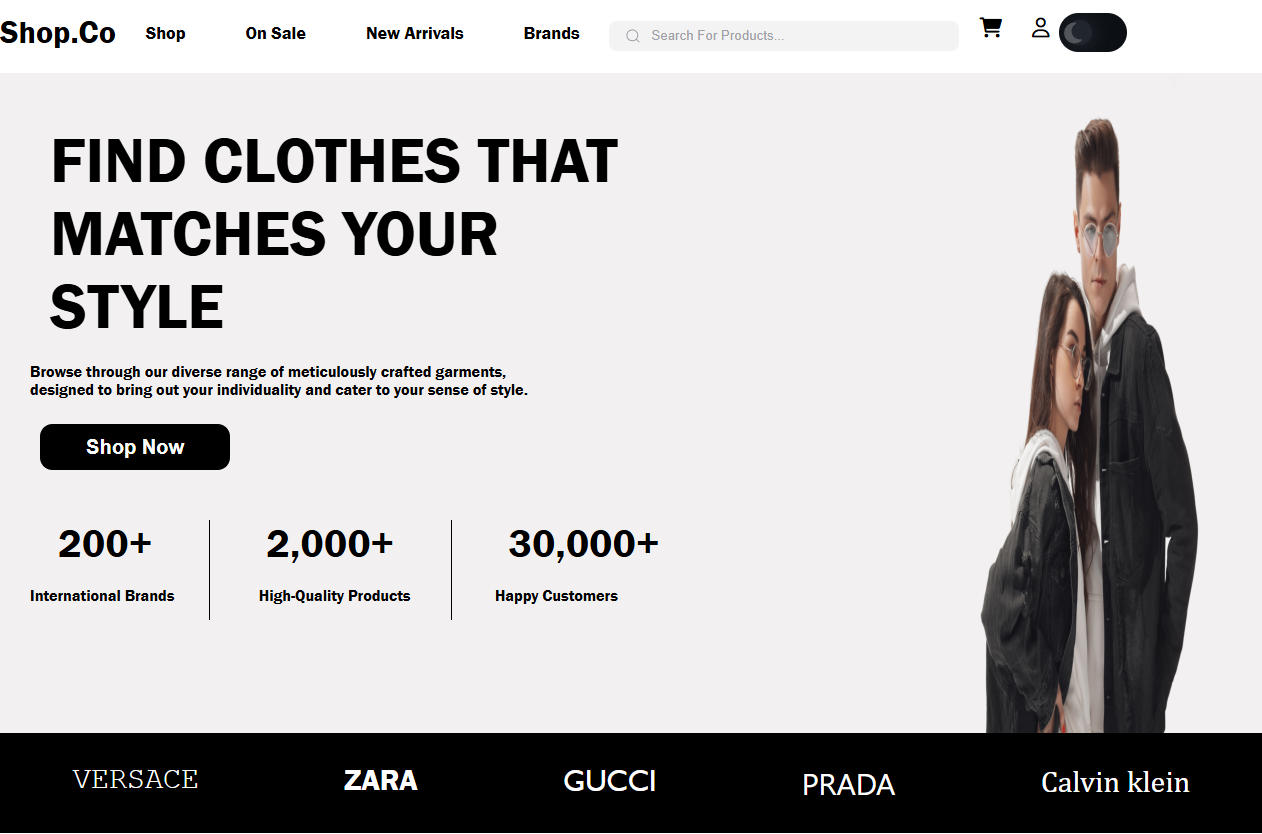 Shop.Co Shop On Sale New Arrivals Brands Search For Products...
FIND CLOTHES THAT
MATCHES YOUR
STYLE
Browse through our diverse range of meticulously crafted garments,
designed to bring out your individuality and cater to your sense of style.
Shop Now
200+ 2,000+ 30,000+
International Brands High-Quality Products Happy Customers
VERSACE ZARA GUCCI PRADA Calvin klein